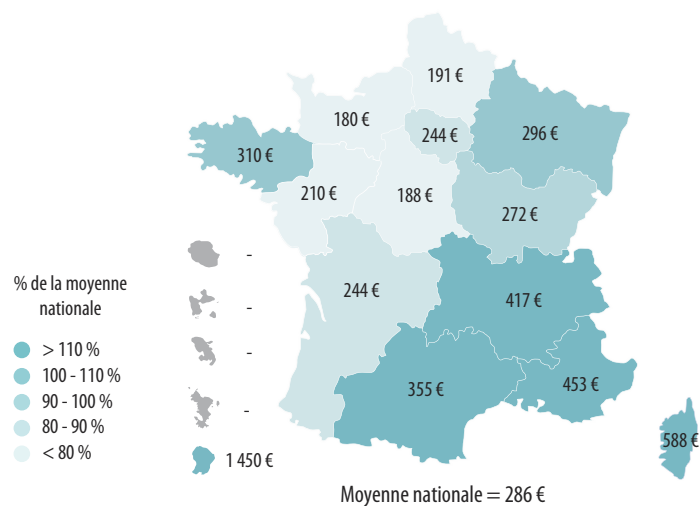 191 €
180 €
244 €
296 €
310 €
210 €
188 €
272 €
-
% de la moyenne
nationale
244 €
417 €
-
> 110 %
-
100 - 110 %
90 - 100 %
355 €
453 €
80 - 90 %
-
< 80 %
1 450 €
588 €
Moyenne nationale = 286 €